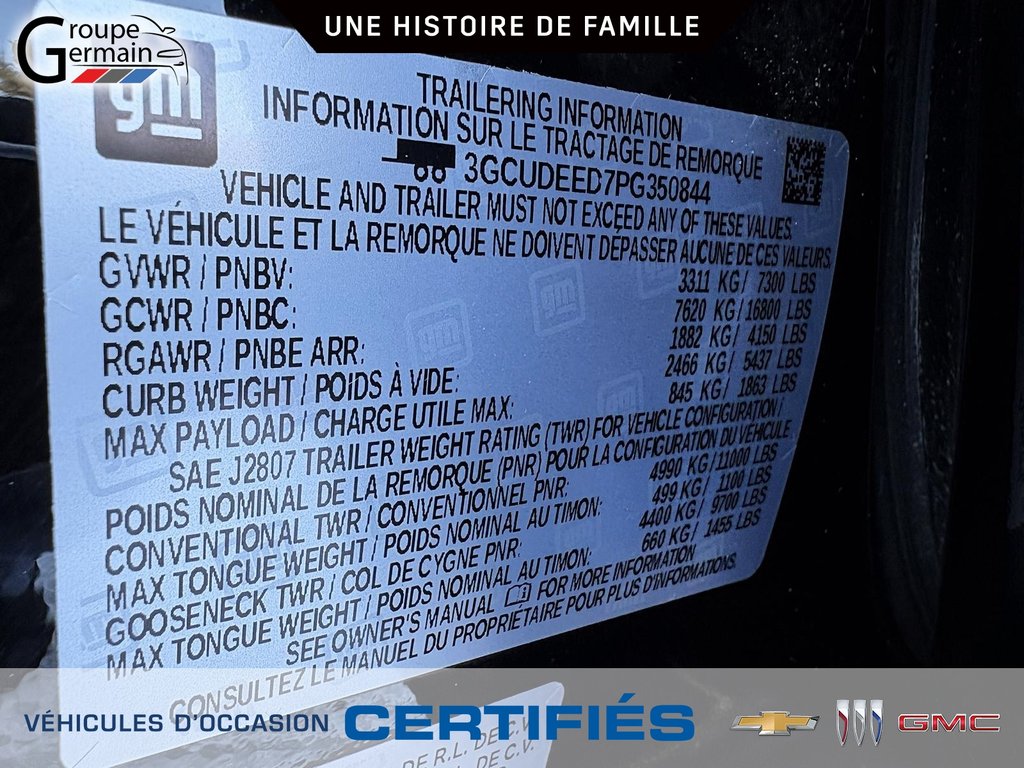 Groupe
Germain
UNE HISTOIRE DE FAMILLE
gm
TRAILERING INFORMATION
INFORMATION SUR LE TRACTAGE DE REMORQUE
3GCUDEED7PG350844
VEHICLE AND TRAILER MUST NOT EXCEED ANY OF THESE VALUES.
LE VÉHICULE ET LA REMORQUE NE DOIVENT DÉPASSER AUCUNE DE CES VALEURS.
GVWR / PNBV: 3311 KG / 7300 LBS
GCWR / PNBC: 7620 KG / 16800 LBS
RGAWR / PNBE ARR: 1882 KG / 4150 LBS
CURB WEIGHT / POIDS À VIDE: 2466 KG / 5437 LBS
MAX PAYLOAD / CHARGE UTILE MAX: 845 KG / 1863 LBS
SAE J2807 TRAILER WEIGHT RATING (TWR) FOR VEHICLE CONFIGURATION /
POIDS NOMINAL DE LA REMORQUE (PNR) POUR LA CONFIGURATION DU VÉHICULE
CONVENTIONAL TWR / CONVENTIONNEL PNR: 4990 KG / 11000 LBS
MAX TONGUE WEIGHT / POIDS NOMINAL AU TIMON: 499 KG / 1100 LBS
GOOSENECK TWR / COL DE CYGNE PNR: 4400 KG / 9700 LBS
MAX TONGUE WEIGHT / POIDS NOMINAL AU TIMON: 660 KG / 1455 LBS
SEE OWNER'S MANUAL FOR MORE INFORMATION
CONSULTEZ LE MANUEL DU PROPRIÉTAIRE POUR PLUS D'INFORMATIONS.
DE R.L. DE C.V.
DE C.V.
VÉHICULES D'OCCASION CERTIFIÉS GMC